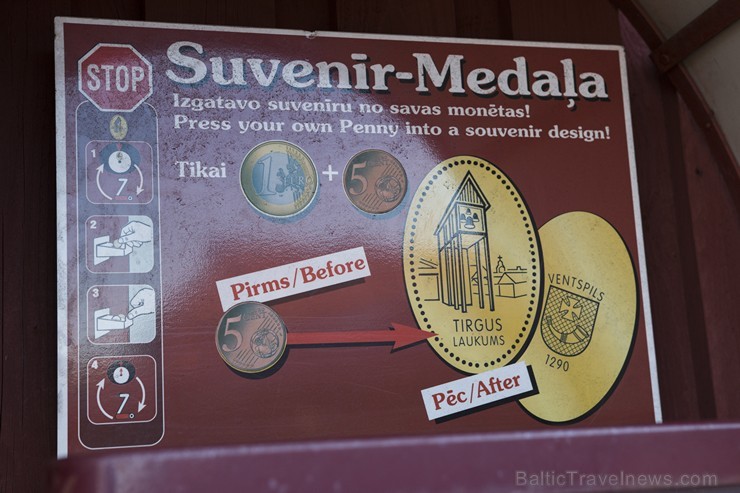 STOP
Suvenīr-Medaļa
Izgatavo suvenīru no savas monētas!
Press your own Penny into a souvenir design!
Tikai
1
+
5
1
7
2
3
4
7
Pirms/Before
5
TIRGUS
LAUKUMS
VENTSPILS
1290
Pēc/After
BalticTravelnews.com